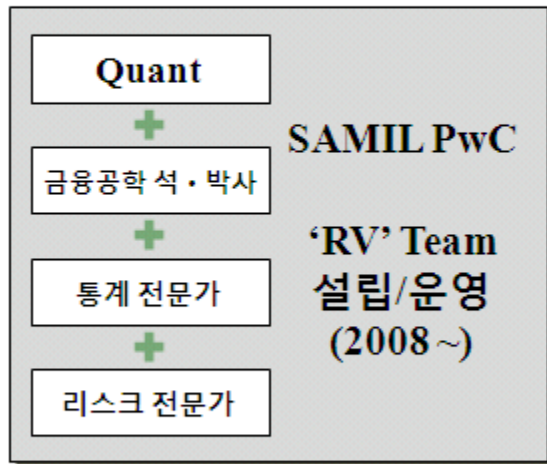 Quant
금융공학 석・박사
통계 전문가
리스크 전문가
SAMIL PwC
‘RV’ Team
설립/운영
(2008 ~)